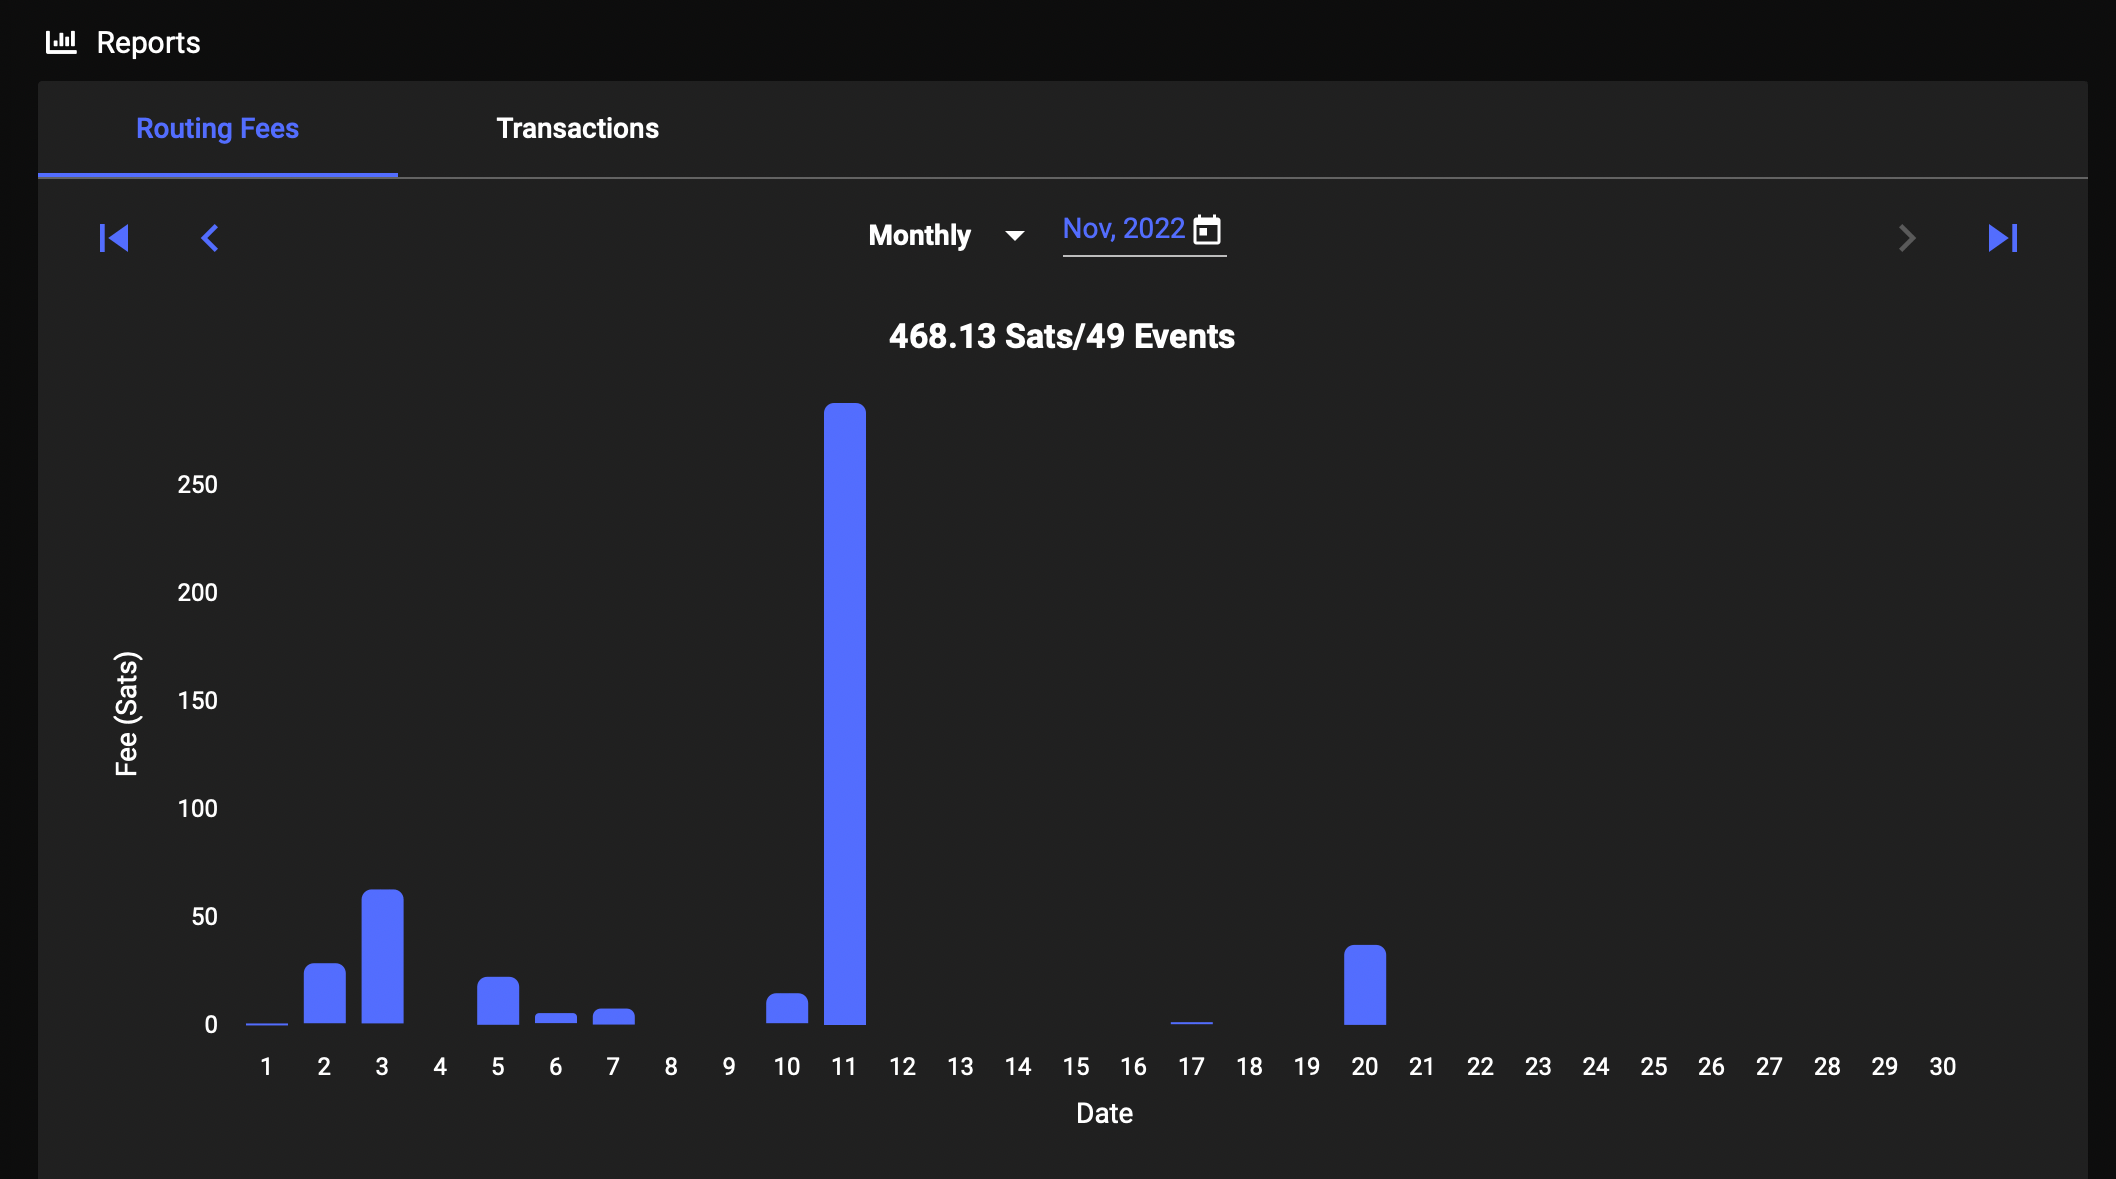 Reports
Routing Fees
Transactions
Monthly
Nov, 2022
468.13 Sats/49 Events
250
200
150
100
50
0
Fee (Sats)
1 2 3 4 5 6 7 8 9 10 11 12 13 14 15 16 17 18 19 20 21 22 23 24 25 26 27 28 29 30
Date